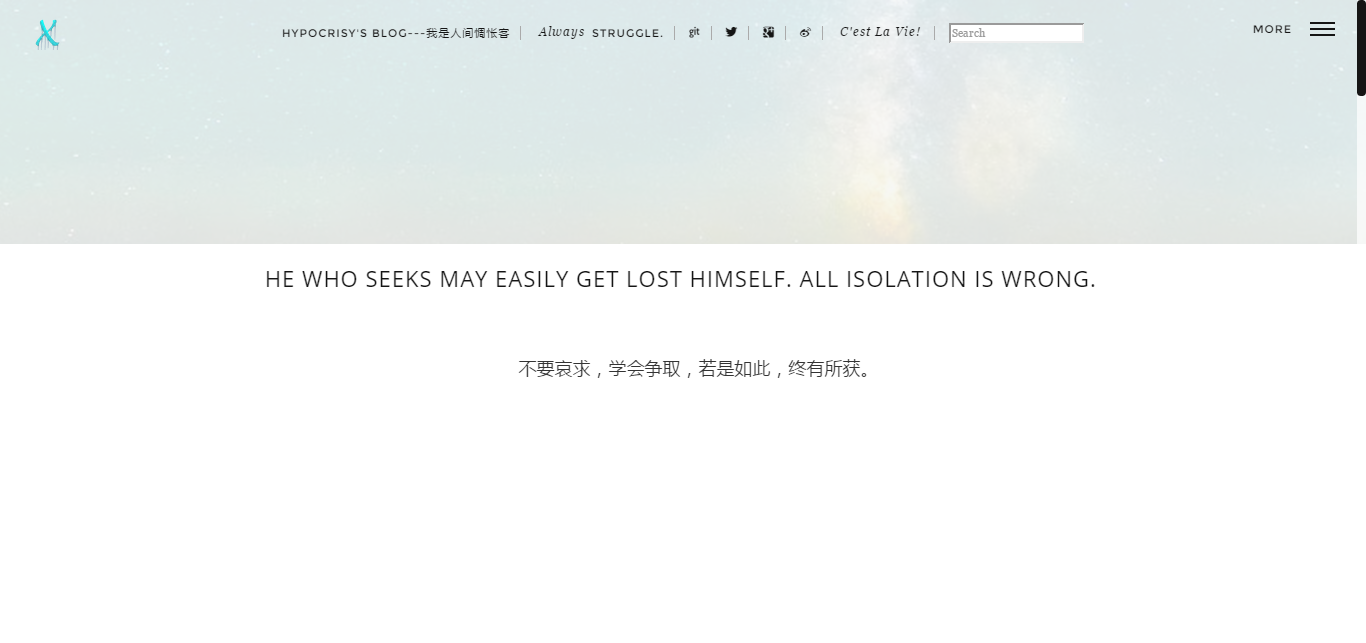 HYPOCRISY'S BLOG---我是人间惆怅客 Always STRUGGLE. git C'est La Vie! Search MORE
HE WHO SEEKS MAY EASILY GET LOST HIMSELF. ALL ISOLATION IS WRONG.
不要哀求，学会争取，若是如此，终有所获。